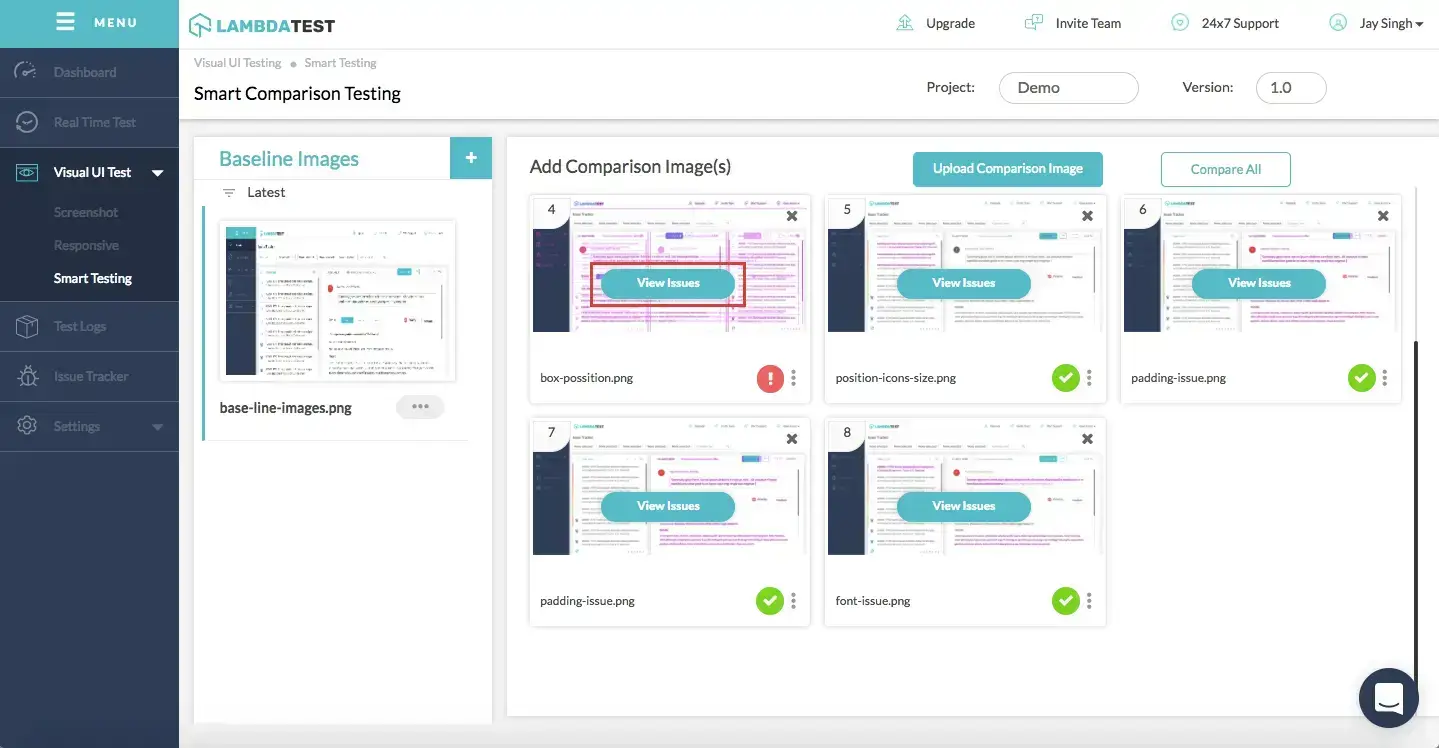 MENU
LAMBDATEST
Upgrade
Invite Team
24x7 Support
Jay Singh
Dashboard
Real Time Test
Visual UI Test
Screenshot
Responsive
Smart Testing
Test Logs
Issue Tracker
Settings
Visual UI Testing
Smart Testing
Smart Comparison Testing
Project:
Demo
Version:
1.0
Baseline Images
+
Latest
base-line-images.png
Add Comparison Image(s)
Upload Comparison Image
Compare All
4
View Issues
box-possition.png
5
View Issues
position-icons-size.png
6
View Issues
padding-issue.png
7
View Issues
padding-issue.png
8
View Issues
font-issue.png